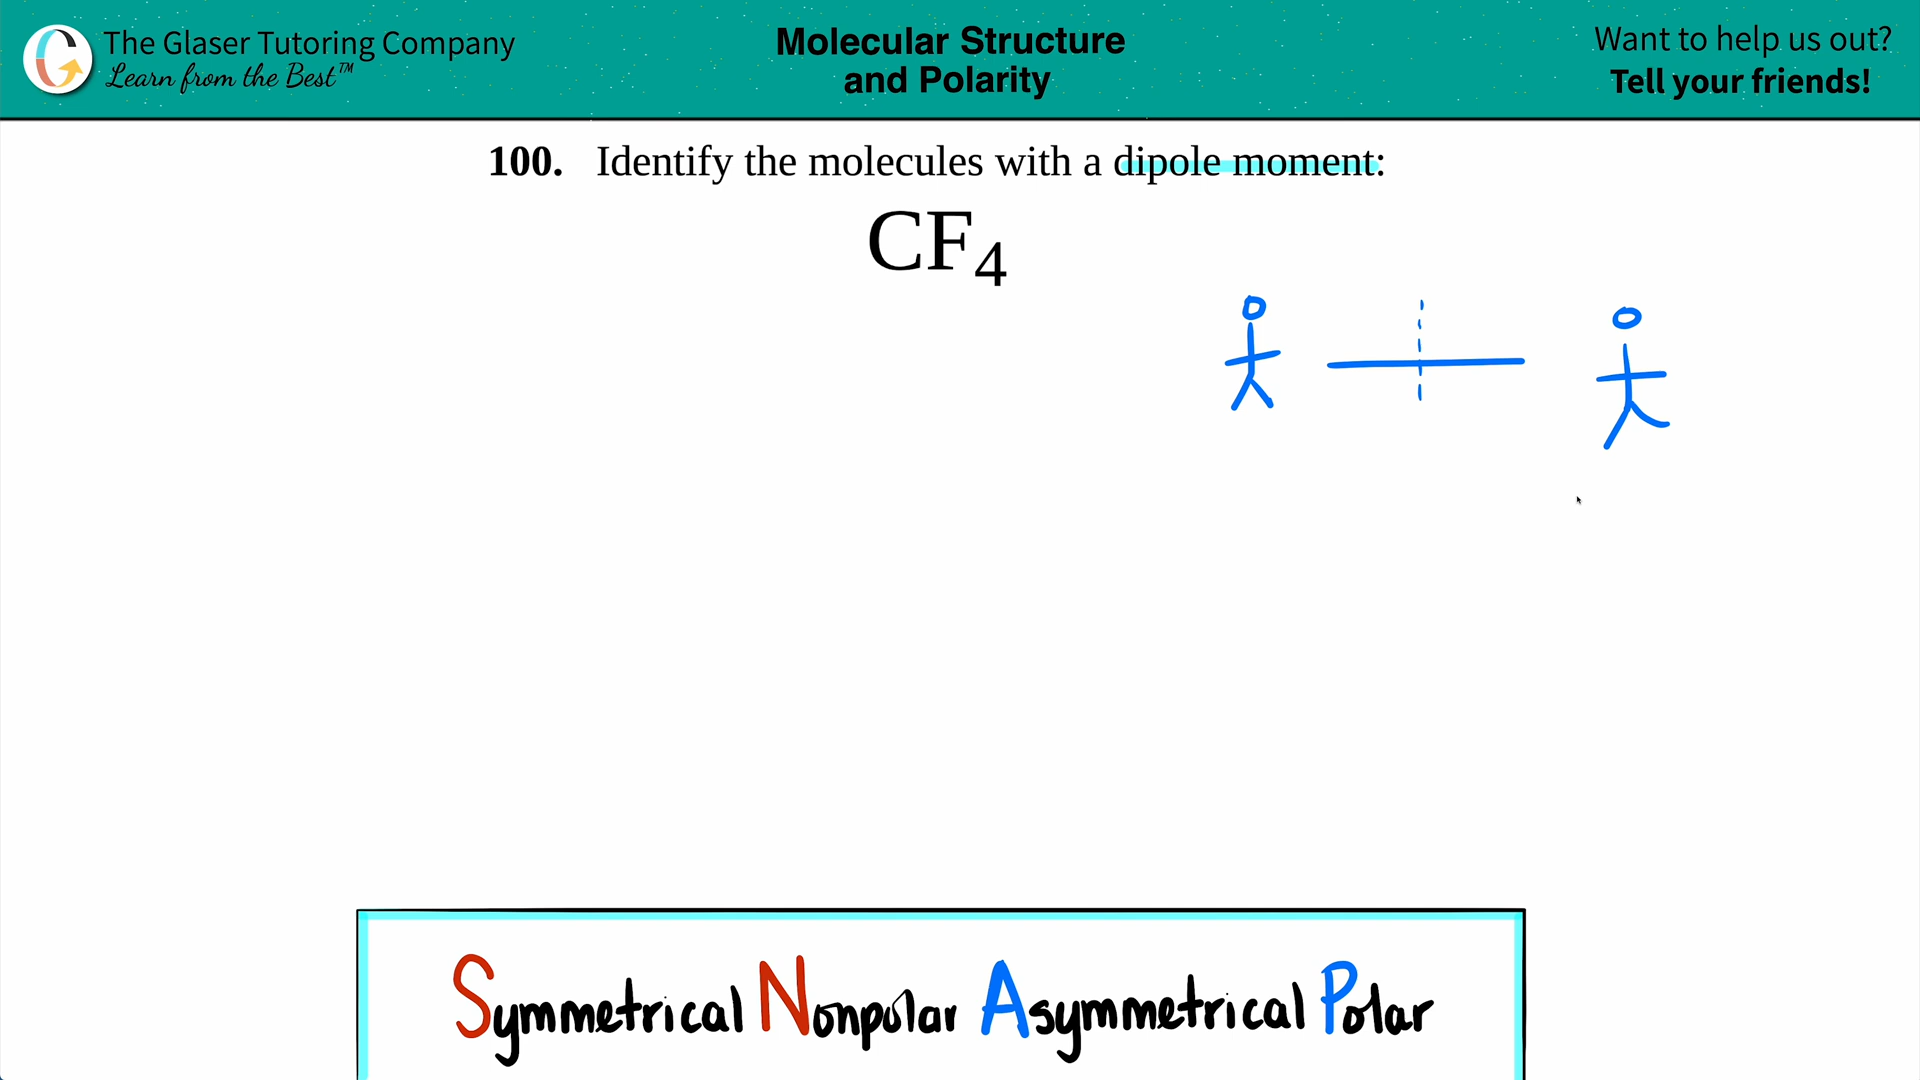 The Glaser Tutoring Company
Learn from the Best™
Molecular Structure
and Polarity
Want to help us out?
Tell your friends!
100. Identify the molecules with a dipole moment:
CF₄
Symmetrical Nonpolar Asymmetrical Polar